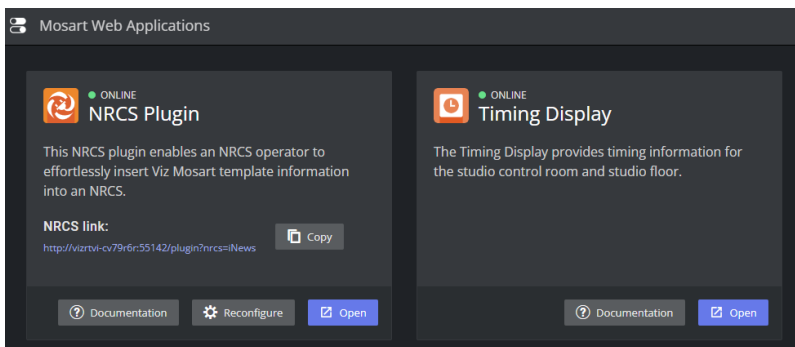 Mosart Web Applications
ONLINE
NRCS Plugin
This NRCS plugin enables an NRCS operator to
effortlessly insert Viz Mosart template information
into an NRCS.
NRCS link:
http://vizrtvi-cv79r6r:55142/plugin?nrcs=iNews
Copy
Documentation
Reconfigure
Open
ONLINE
Timing Display
The Timing Display provides timing information for
the studio control room and studio floor.
Documentation
Open